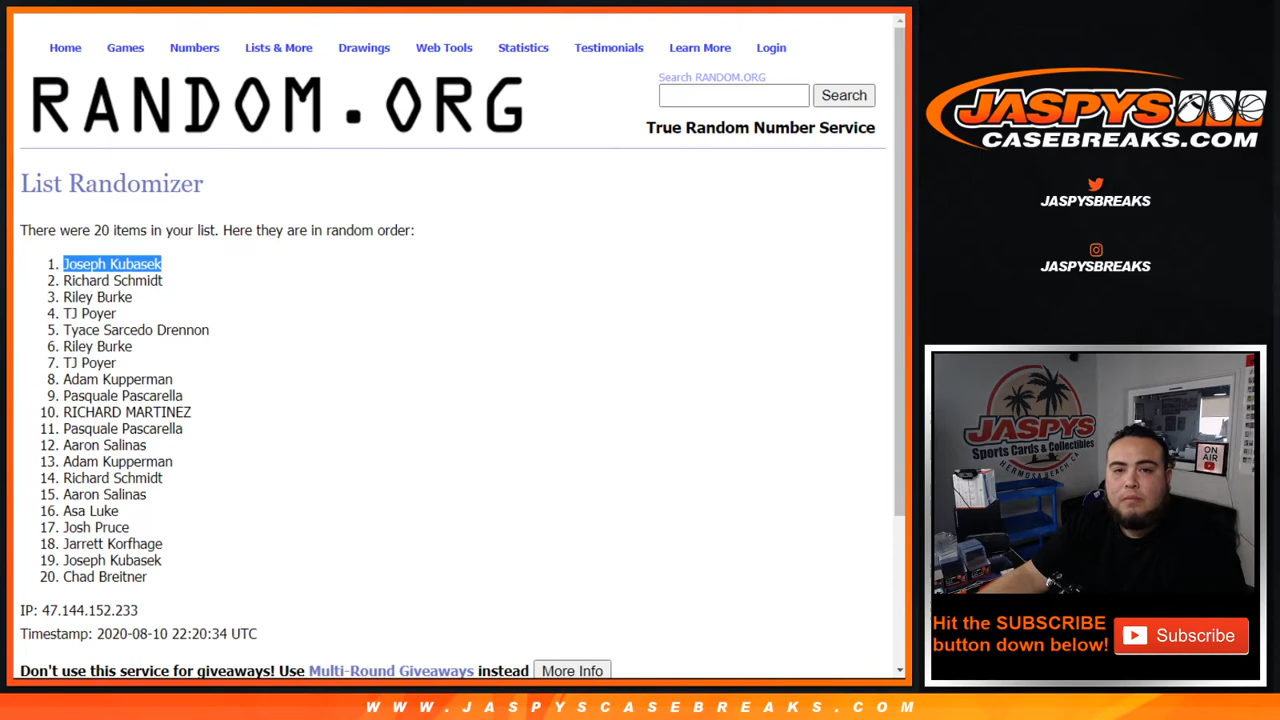 Home Games Numbers Lists & More Drawings Web Tools Statistics Testimonials Learn More Login
RANDOM.ORG
Search RANDOM.ORG
Search
True Random Number Service
List Randomizer
There were 20 items in your list. Here they are in random order:
1. Joseph Kubasek
2. Richard Schmidt
3. Riley Burke
4. TJ Poyer
5. Tyace Sarcedo Drennon
6. Riley Burke
7. TJ Poyer
8. Adam Kupperman
9. Pasquale Pascarella
10. RICHARD MARTINEZ
11. Pasquale Pascarella
12. Aaron Salinas
13. Adam Kupperman
14. Richard Schmidt
15. Aaron Salinas
16. Asa Luke
17. Josh Pruce
18. Jarrett Korfhage
19. Joseph Kubasek
20. Chad Breitner
IP: 47.144.152.233
Timestamp: 2020-08-10 22:20:34 UTC
Don't use this service for giveaways! Use Multi-Round Giveaways instead More Info
JASPYS
CASEBREAKS.COM
JASPYSBREAKS
JASPYSBREAKS
JASPYS
Sports Cards & Collectibles
HERMOSA BEACH, CA
ON
AIR
Hit the SUBSCRIBE
button down below!
Subscribe
WWW.JASPYSCASEBREAKS.COM